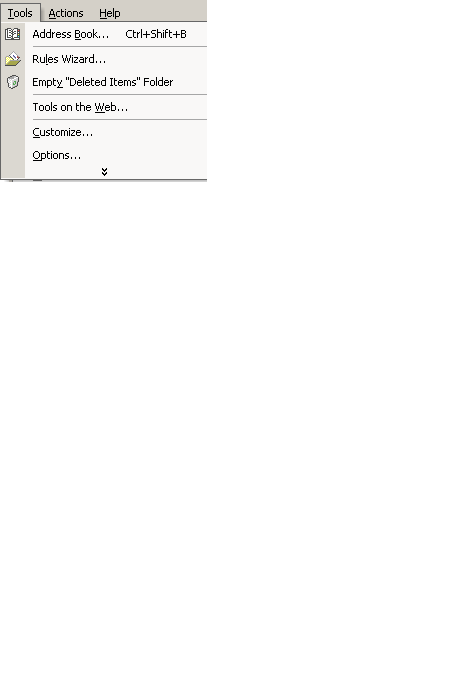 Tools Actions Help
Address Book... Ctrl+Shift+B
Rules Wizard...
Empty "Deleted Items" Folder
Tools on the Web...
Customize...
Options...